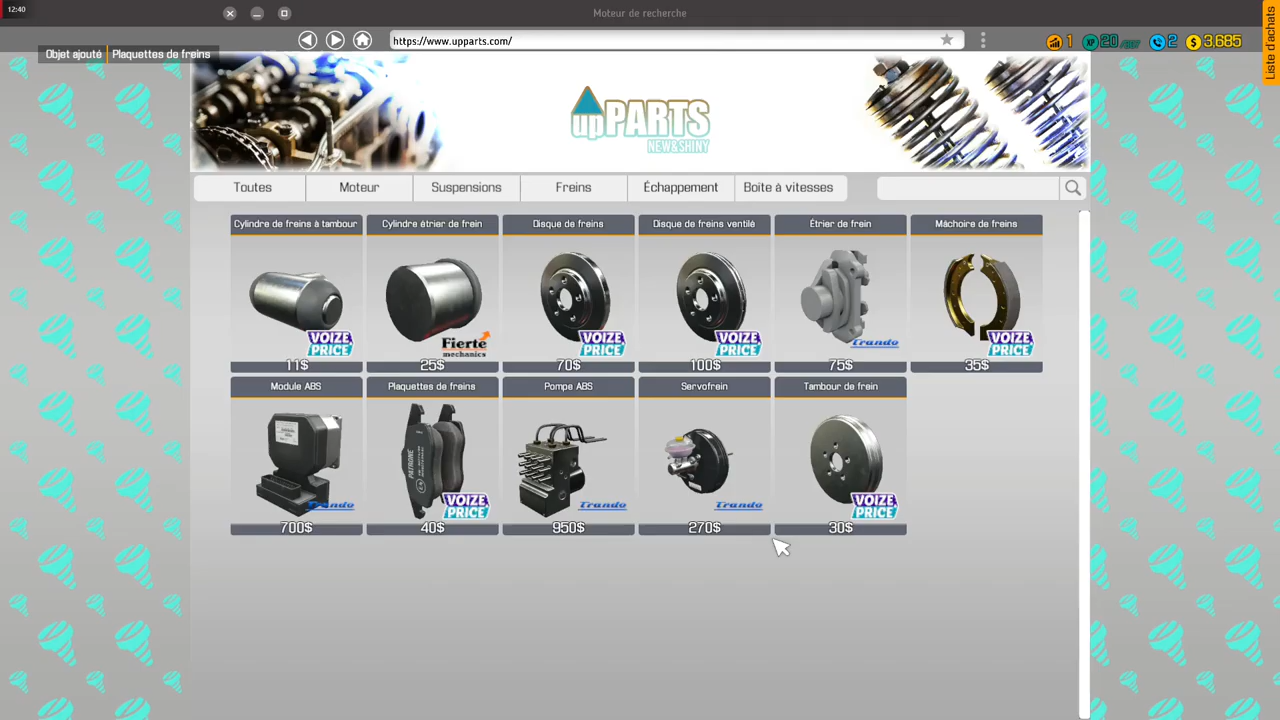 12:40
Moteur de recherche
https://www.upparts.com/
Objet ajouté Plaquettes de freins
1 XP 20 2 $ 3.685
Liste d'achats
upPARTS
NEW&SHINY
Toutes Moteur Suspensions Freins Échappement Boite à vitesses
Cylindre de freins à tambour Cylindre étrier de frein Disque de freins Disque de freins ventilé Étrier de frein Mâchoire de freins
VOIZE PRICE Fierté mechanics VOIZE PRICE VOIZE PRICE Trando VOIZE PRICE
11$ 25$ 70$ 100$ 75$ 35$
Module ABS Plaquettes de freins Pompe ABS Servofrein Tambour de frein
Trando VOIZE PRICE Trando Trando VOIZE PRICE
700$ 40$ 950$ 270$ 30$